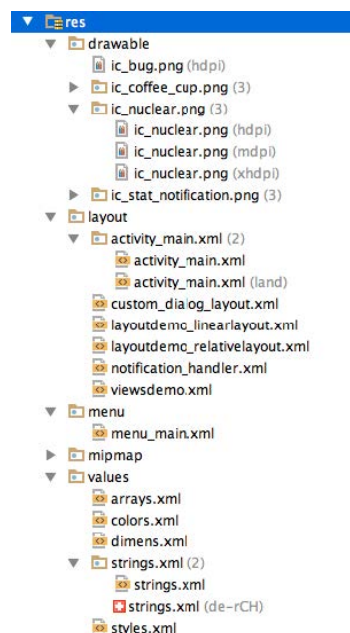 res
drawable
ic_bug.png (hdpi)
ic_coffee_cup.png (3)
ic_nuclear.png (3)
ic_nuclear.png (hdpi)
ic_nuclear.png (mdpi)
ic_nuclear.png (xhdpi)
ic_stat_notification.png (3)
layout
activity_main.xml (2)
activity_main.xml
activity_main.xml (land)
custom_dialog_layout.xml
layoutdemo_linearlayout.xml
layoutdemo_relativelayout.xml
notification_handler.xml
viewsdemo.xml
menu
menu_main.xml
mipmap
values
arrays.xml
colors.xml
dimens.xml
strings.xml (2)
strings.xml
strings.xml (de-rCH)
styles.xml